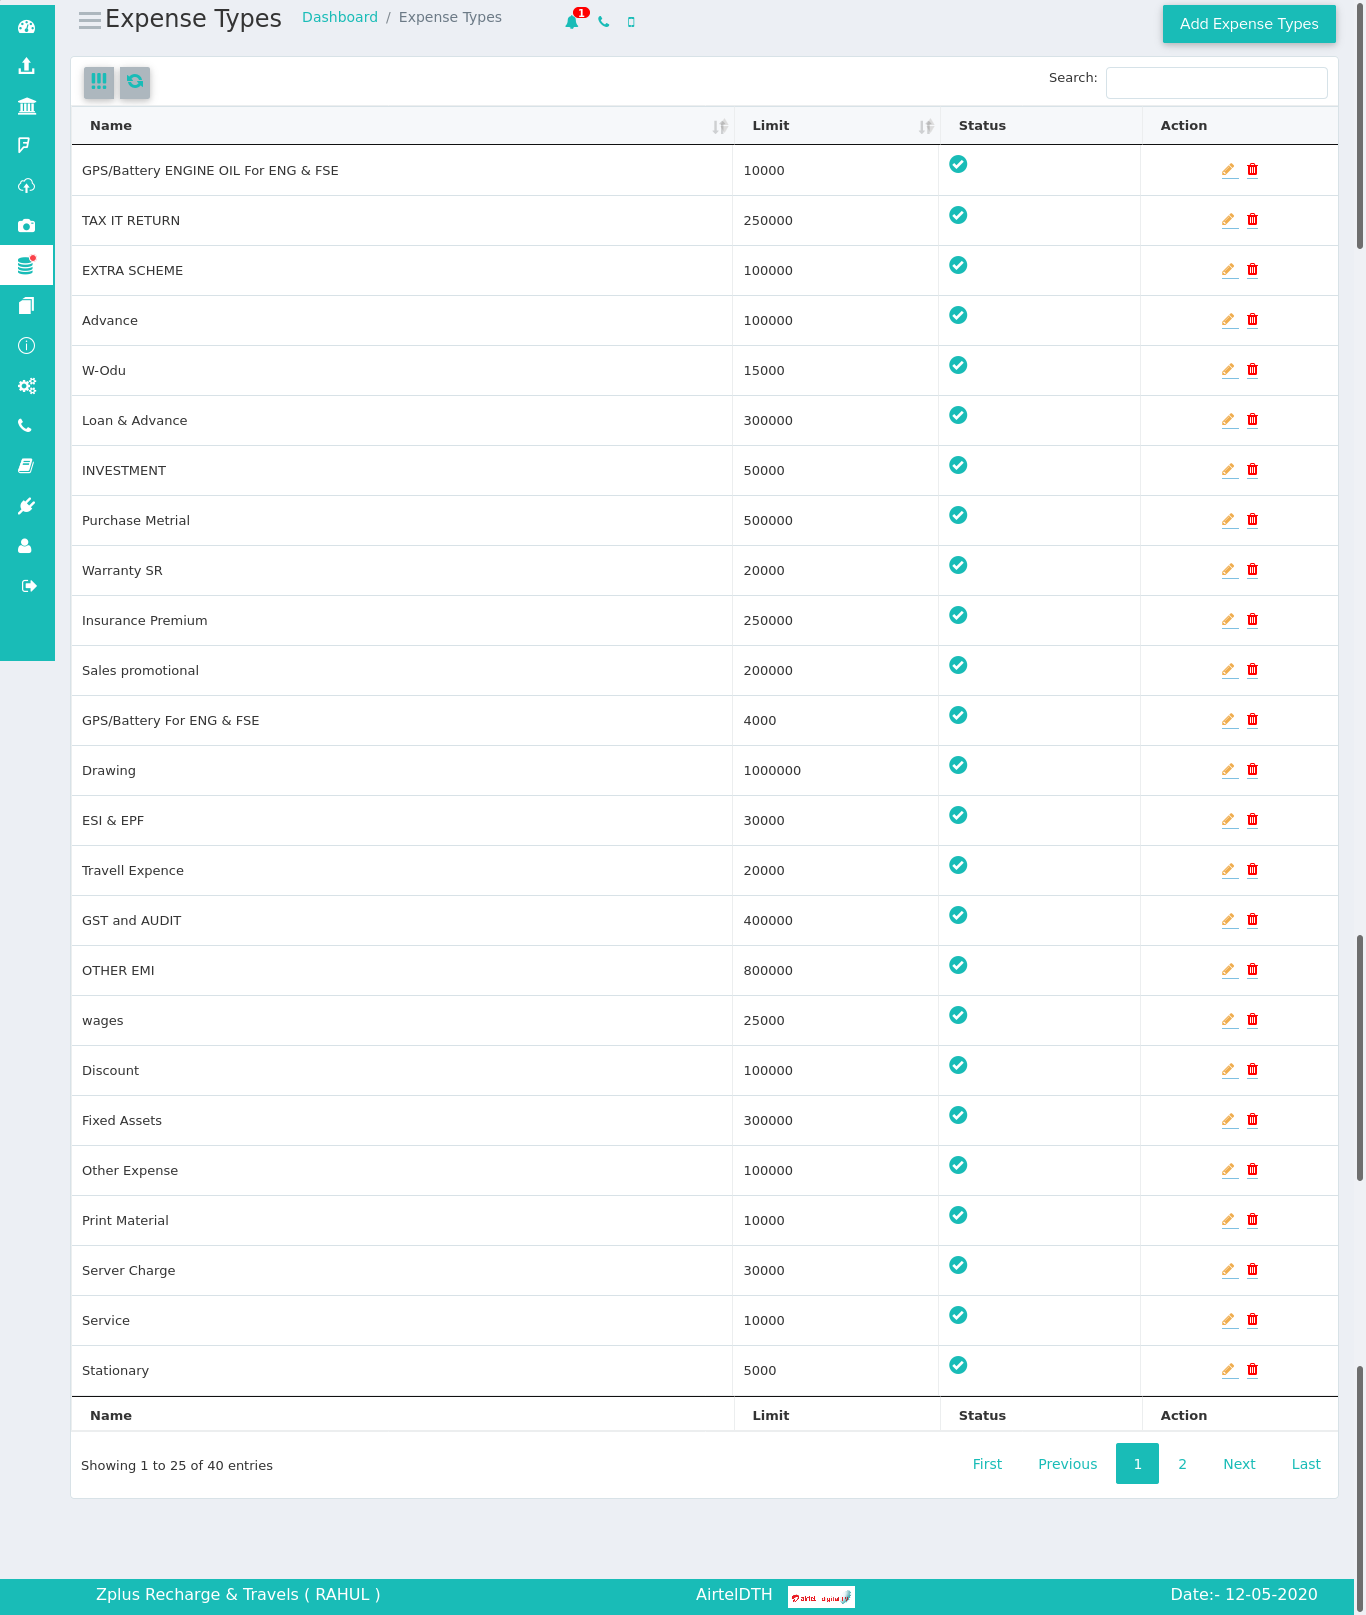 Expense Types Dashboard / Expense Types 1 Add Expense Types
Search:
Name Limit Status Action
GPS/Battery ENGINE OIL For ENG & FSE 10000
TAX IT RETURN 250000
EXTRA SCHEME 100000
Advance 100000
W-Odu 15000
Loan & Advance 300000
INVESTMENT 50000
Purchase Metrial 500000
Warranty SR 20000
Insurance Premium 250000
Sales promotional 200000
GPS/Battery For ENG & FSE 4000
Drawing 1000000
ESI & EPF 30000
Travell Expence 20000
GST and AUDIT 400000
OTHER EMI 800000
wages 25000
Discount 100000
Fixed Assets 300000
Other Expense 100000
Print Material 10000
Server Charge 30000
Service 10000
Stationary 5000
Name Limit Status Action
Showing 1 to 25 of 40 entries First Previous 1 2 Next Last
Zplus Recharge & Travels ( RAHUL ) AirtelDTH airtel digital Date:- 12-05-2020